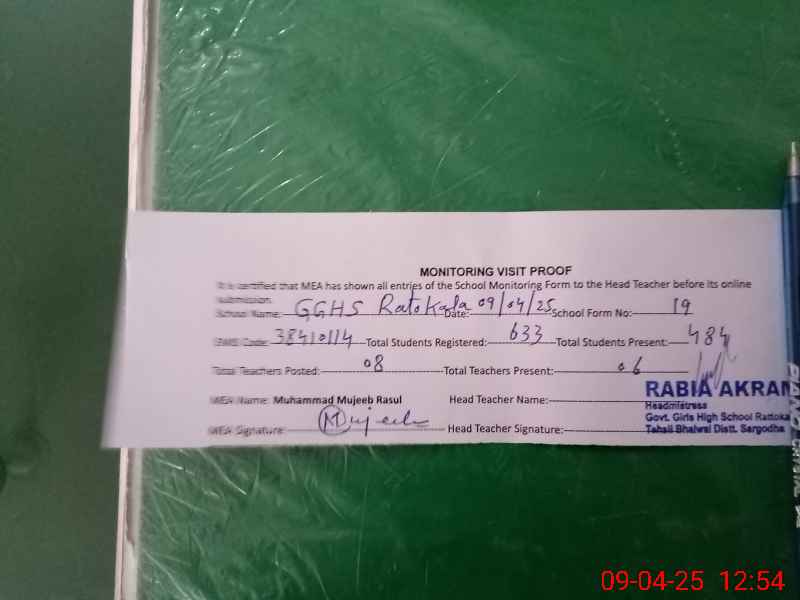 MONITORING VISIT PROOF
It is certified that MEA has shown all entries of the School Monitoring Form to the Head Teacher before its online
submission.
School Name: GGHS Ratokala Date: 09/04/25 School Form No: 19
EMIS Code: 38410114 Total Students Registered: 633 Total Students Present: 484
Total Teachers Posted: 08 Total Teachers Present: 06
MEA Name: Muhammad Mujeeb Rasul Head Teacher Name:
RABIA AKRAM
Headmistress
Govt. Girls High School Rattoka
Tehsil Bhalwal Distt. Sargodha
MEA Signature: Mujeeb Head Teacher Signature:
09-04-25 12:54